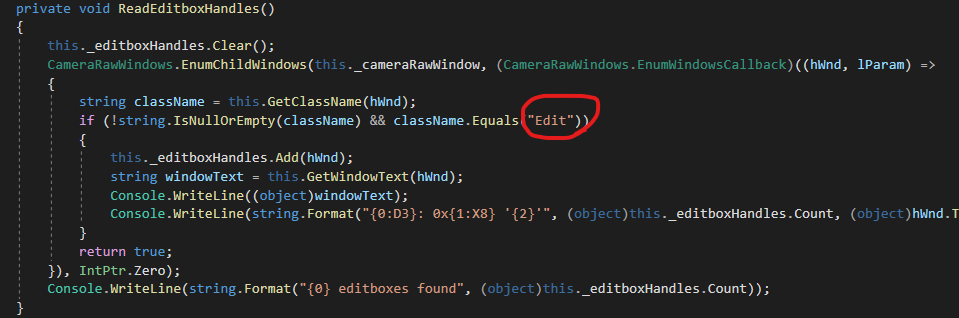 private void ReadEditboxHandles()
{
this._editboxHandles.Clear();
CameraRawWindows.EnumChildWindows(this._cameraRawWindow, (CameraRawWindows.EnumWindowsCallback)((hWnd, lParam) =>
{
string className = this.GetClassName(hWnd);
if (!string.IsNullOrEmpty(className) && className.Equals("Edit"))
{
this._editboxHandles.Add(hWnd);
string windowText = this.GetWindowText(hWnd);
Console.WriteLine((object)windowText);
Console.WriteLine(string.Format("{0:D3}: 0x{1:X8} '{2}'", (object)this._editboxHandles.Count, (object)hWnd.T
}
return true;
}), IntPtr.Zero);
Console.WriteLine(string.Format("{0} editboxes found", (object)this._editboxHandles.Count));
}